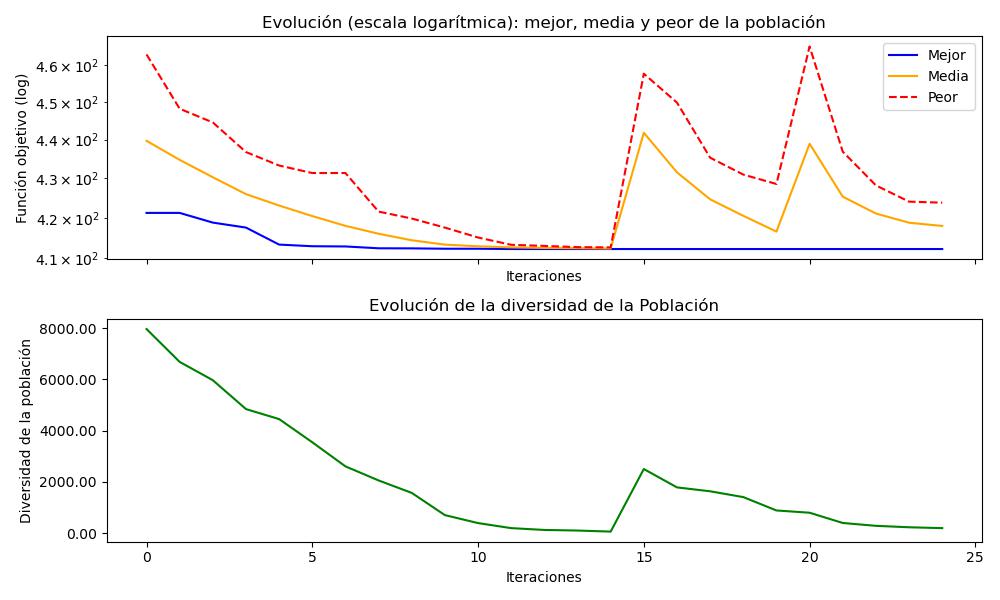 Evolución (escala logarítmica): mejor, media y peor de la población
Función objetivo (log)
4.6 × 10²
4.5 × 10²
4.4 × 10²
4.3 × 10²
4.2 × 10²
4.1 × 10²
Mejor
Media
Peor
Iteraciones
Evolución de la diversidad de la Población
Diversidad de la población
8000.00
6000.00
4000.00
2000.00
0.00
0 5 10 15 20 25
Iteraciones